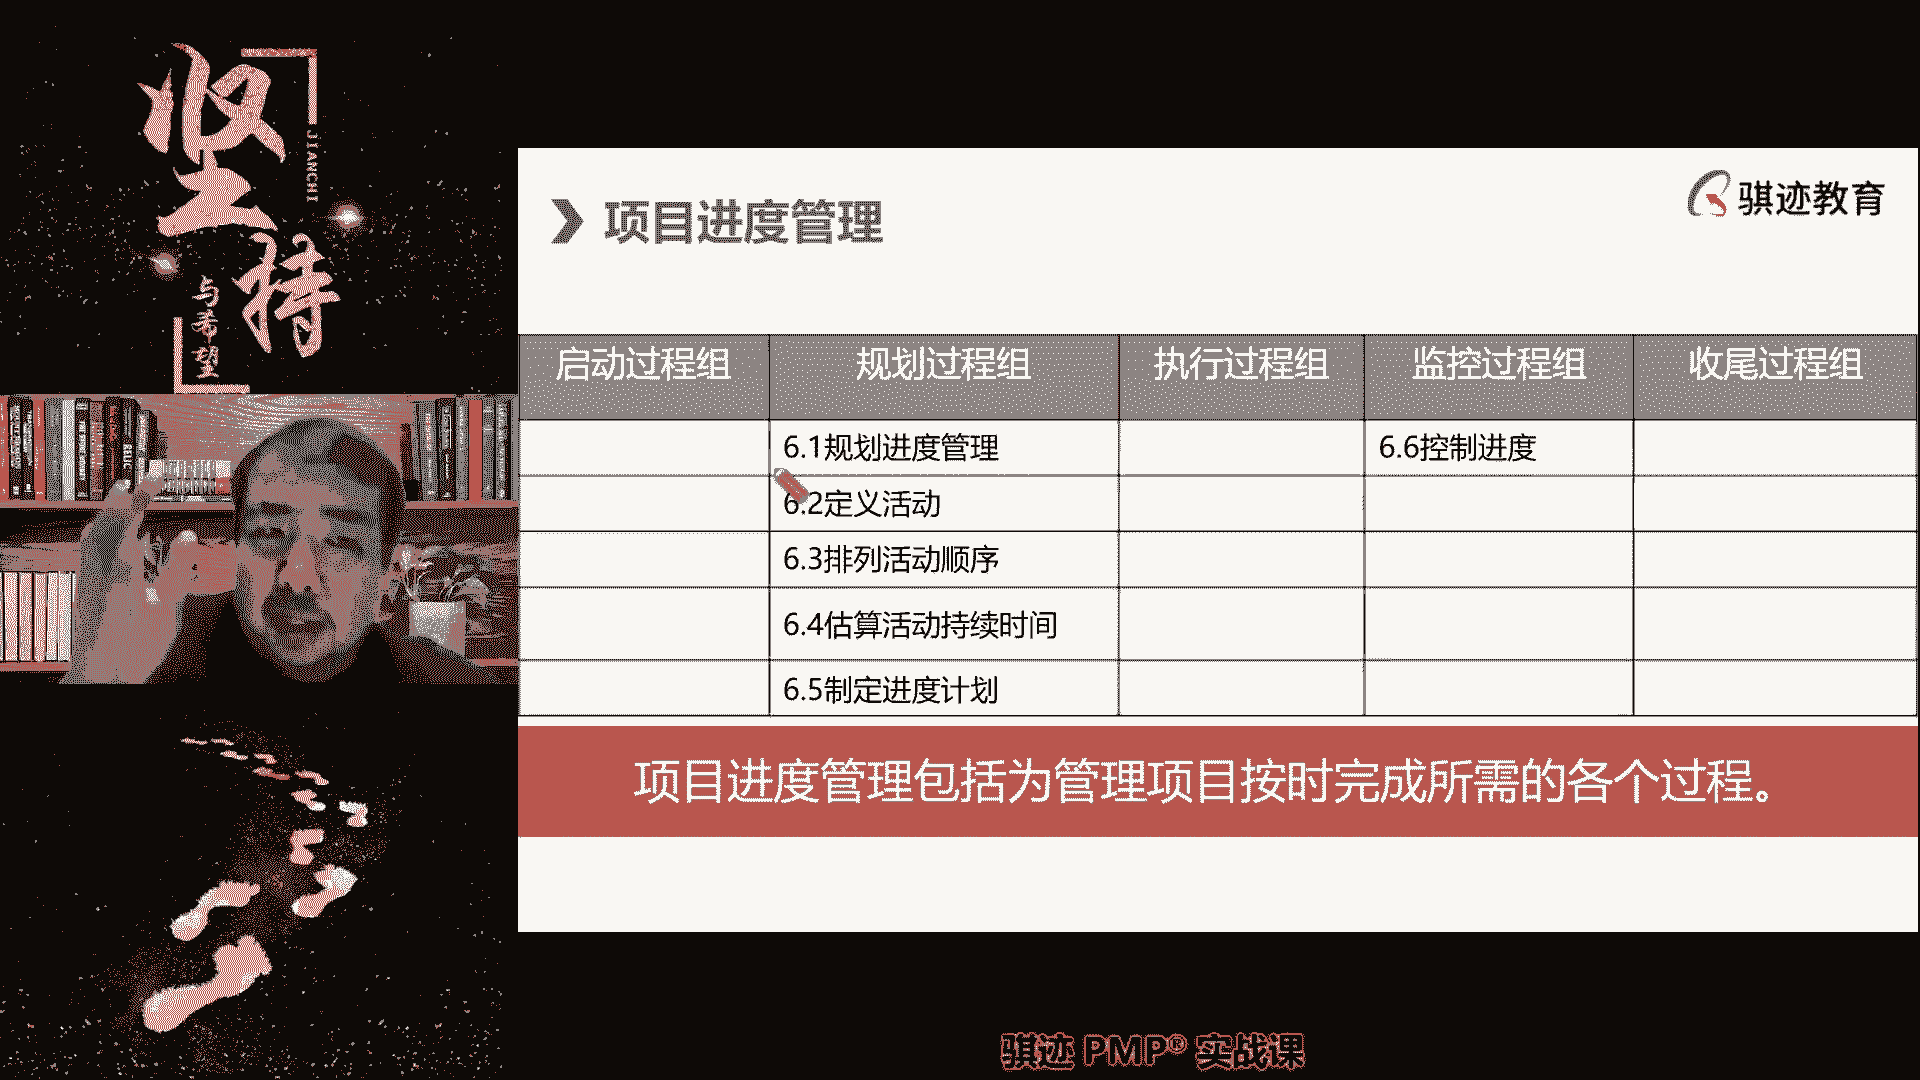 坚持
JIANCHI
与希望
项目进度管理
骐迹教育
启动过程组 规划过程组 执行过程组 监控过程组 收尾过程组
6.1规划进度管理 6.6控制进度
6.2定义活动
6.3排列活动顺序
6.4估算活动持续时间
6.5制定进度计划
项目进度管理包括为管理项目按时完成所需的各个过程。
骐迹 PMP® 实战课